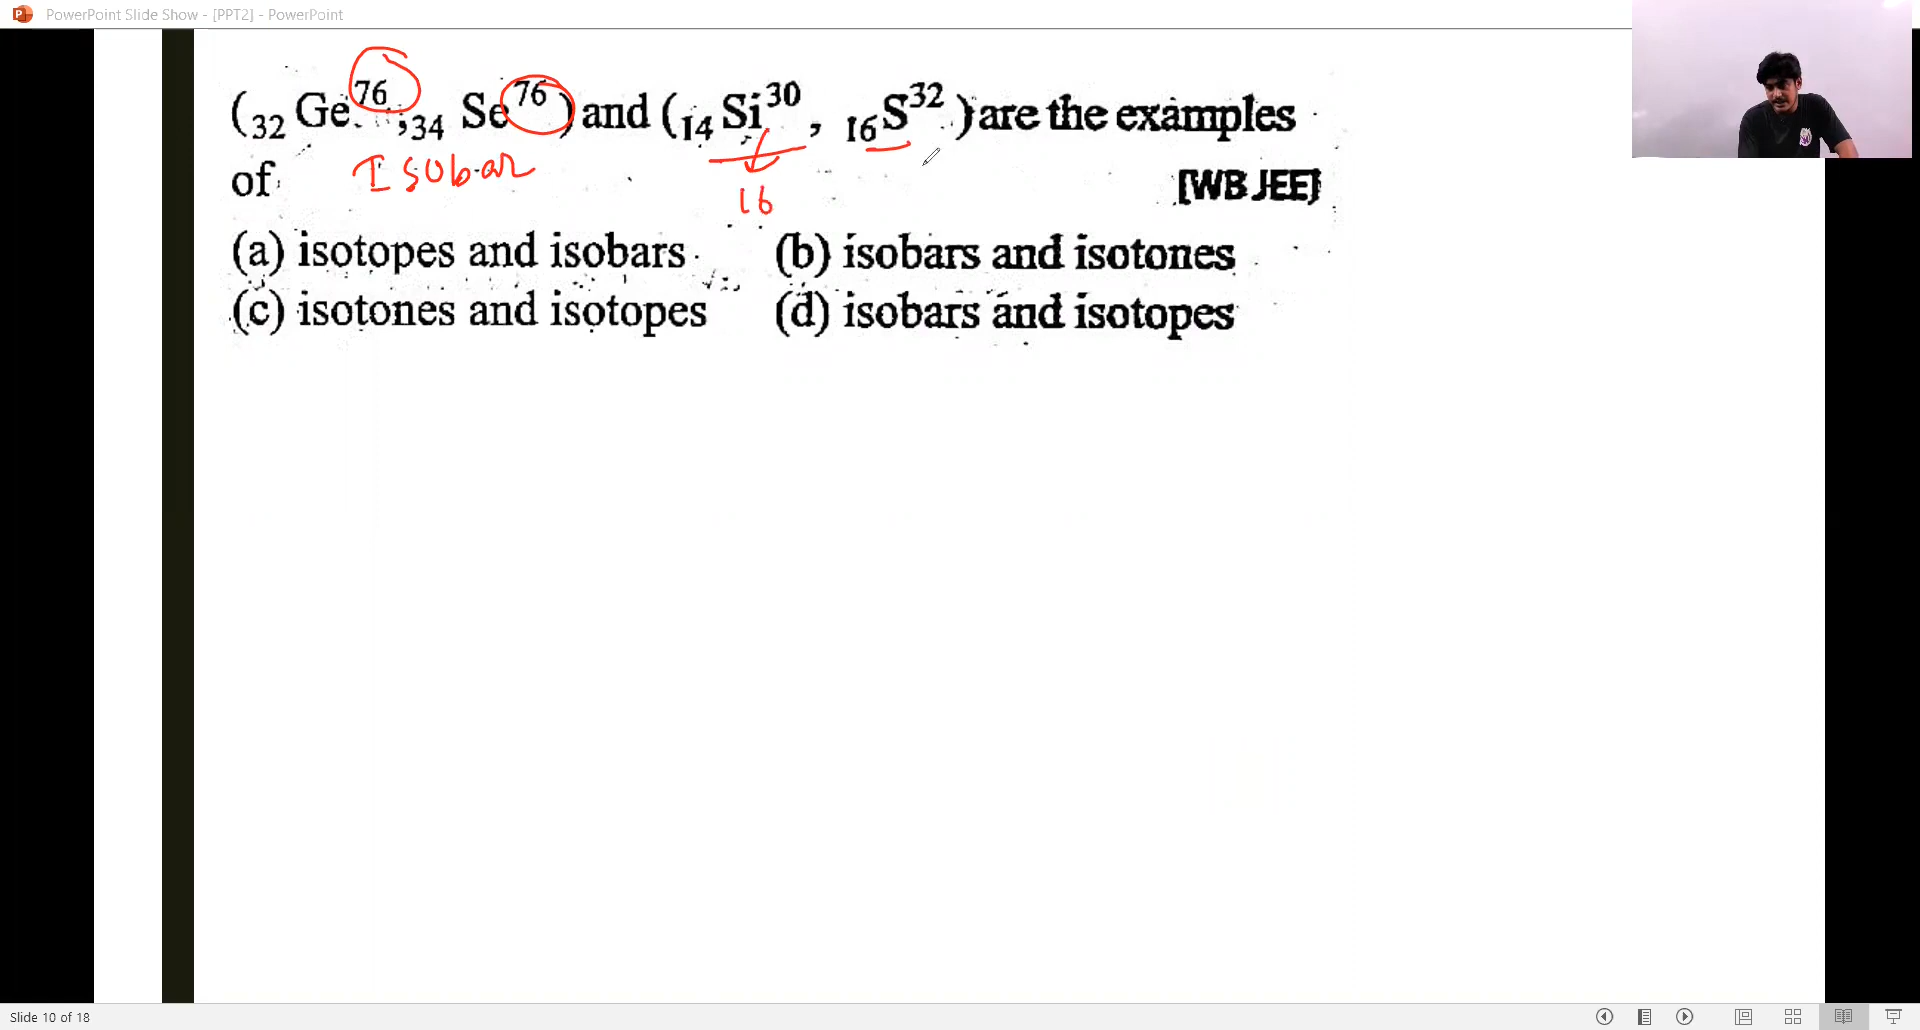 PowerPoint Slide Show - [PPT2] - PowerPoint
(₃₂Ge⁷⁶, ₃₄Se⁷⁶) and (₁₄Si³⁰, ₁₆S³²) are the examples
of Isobar 16 [WB JEE]
(a) isotopes and isobars (b) isobars and isotones
(c) isotones and isotopes (d) isobars and isotopes
Slide 10 of 18